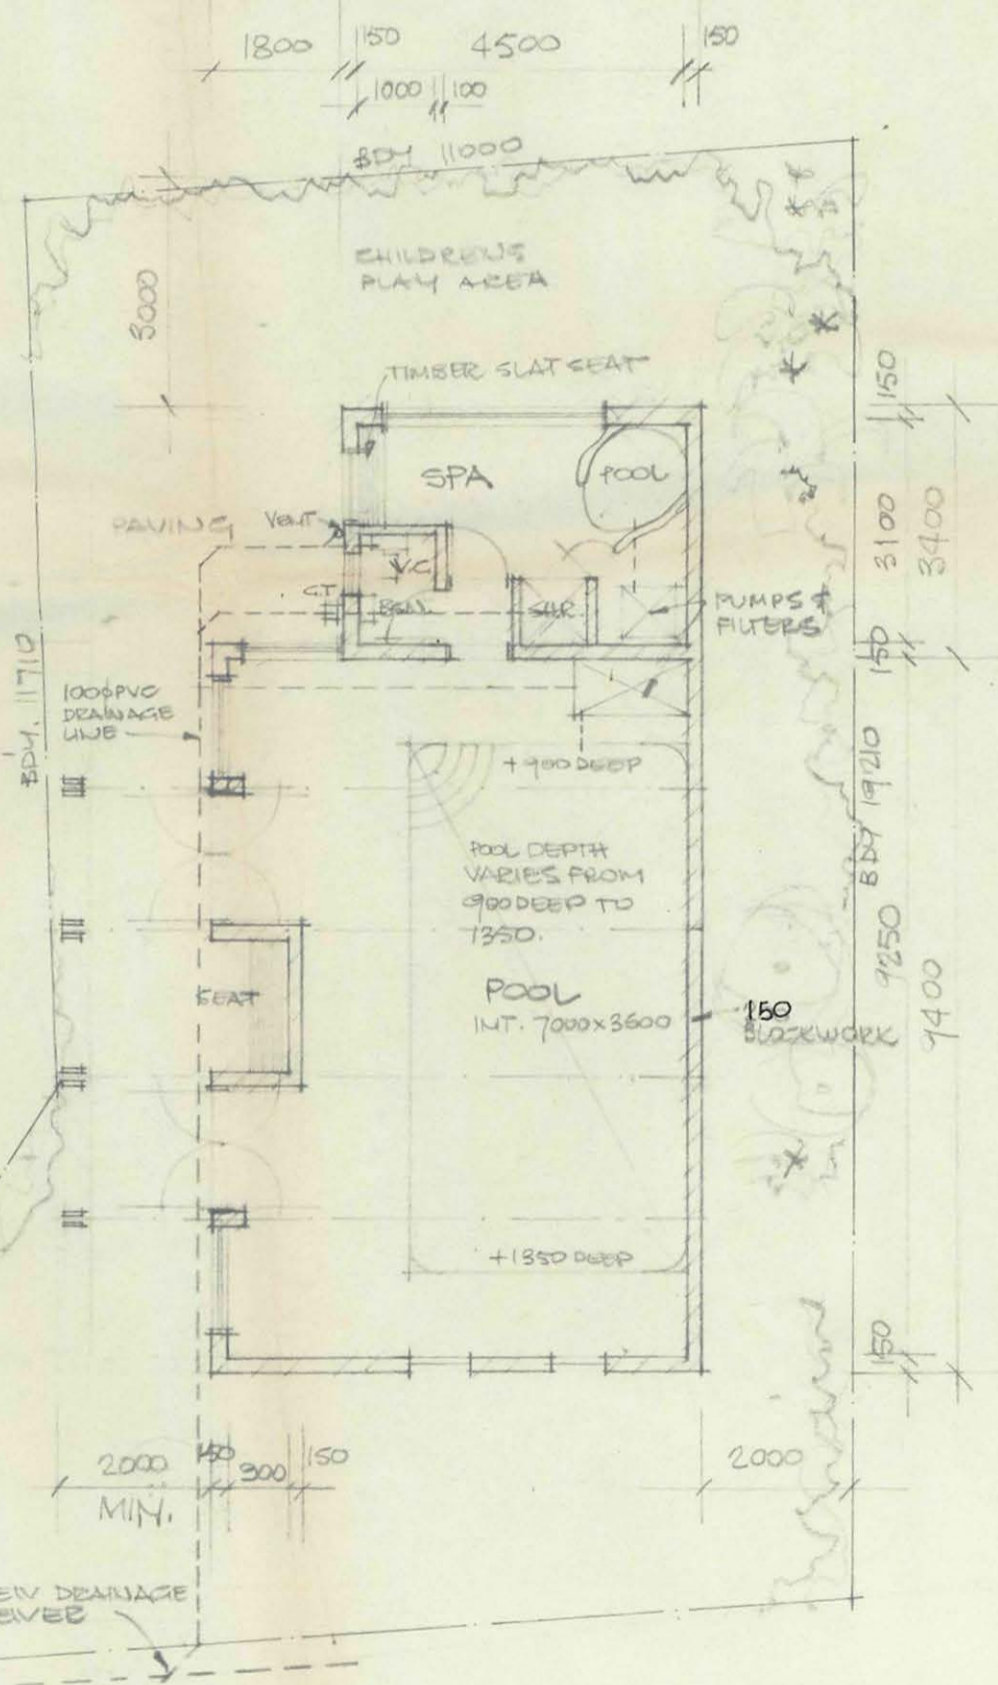 1800
150
4500
150
1000
100
BDY 11000
CHILDRENS
PLAY AREA
3000
TIMBER SLAT SEAT
150
SPA
POOL
PAVING
VENT
W.C
3100
3400
G.T
BSN.
SHR
PUMPS &
FILTERS
150
BDY. 11710
100φPVC
DRAINAGE
LINE
+900 DEEP
BDY 19210
POOL DEPTH
VARIES FROM
900 DEEP TO
1350.
9250
9400
SEAT
POOL
INT. 7000x3600
150
BLOCKWORK
+1350 DEEP
150
2000
MIN.
150
900
150
2000
DRAINAGE